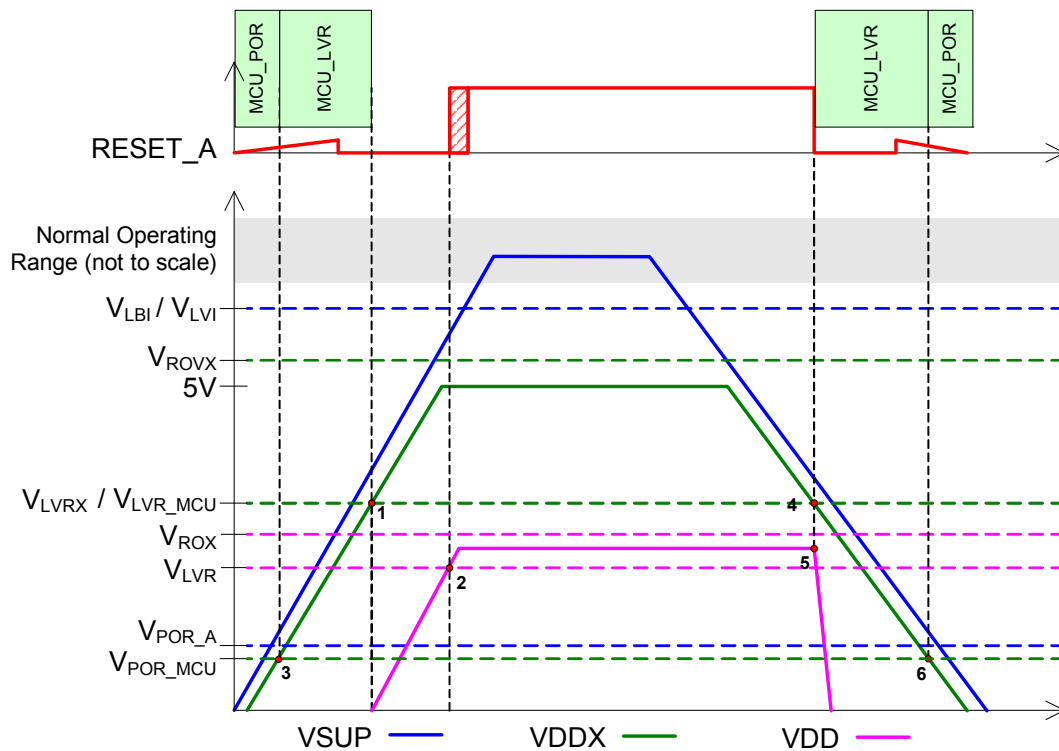 MCU_POR
MCU_LVR
MCU_LVR
MCU_POR
RESET_A
Normal Operating
Range (not to scale)
VLBI / VLVI
VROVX
5V
VLVRX / VLVR_MCU
1
4
VROX
VLVR
2
5
VPOR_A
VPOR_MCU
3
6
VSUP
VDDX
VDD